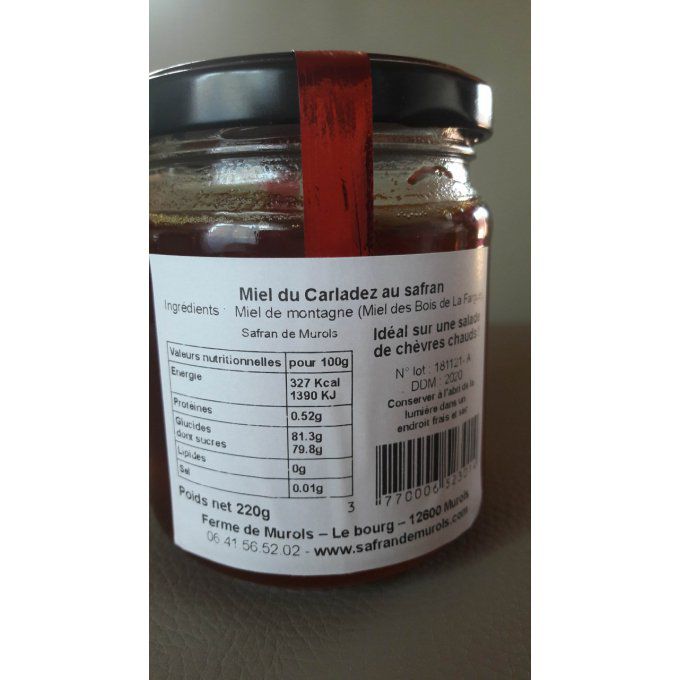 Miel du Carladez au safran
Ingrédients : Miel de montagne (Miel des Bois de La
Safran de Murols
Idéal sur une salade
de chèvres chauds
Valeurs nutritionnelles pour 100g
Energie 327 Kcal
1390 KJ
Protéines 0.52g
Glucides 81.3g
dont sucres 79.8g
Lipides 0g
Sel 0.01g
N° lot : 181121- A
DDM : 2020
Conserver à l'abri de la
lumière dans un
endroit frais et sec
Poids net 220g
3 770006
Ferme de Murols – Le bourg – 12600 Murols
06.41.56.52.02 - www.safrandemurols.com